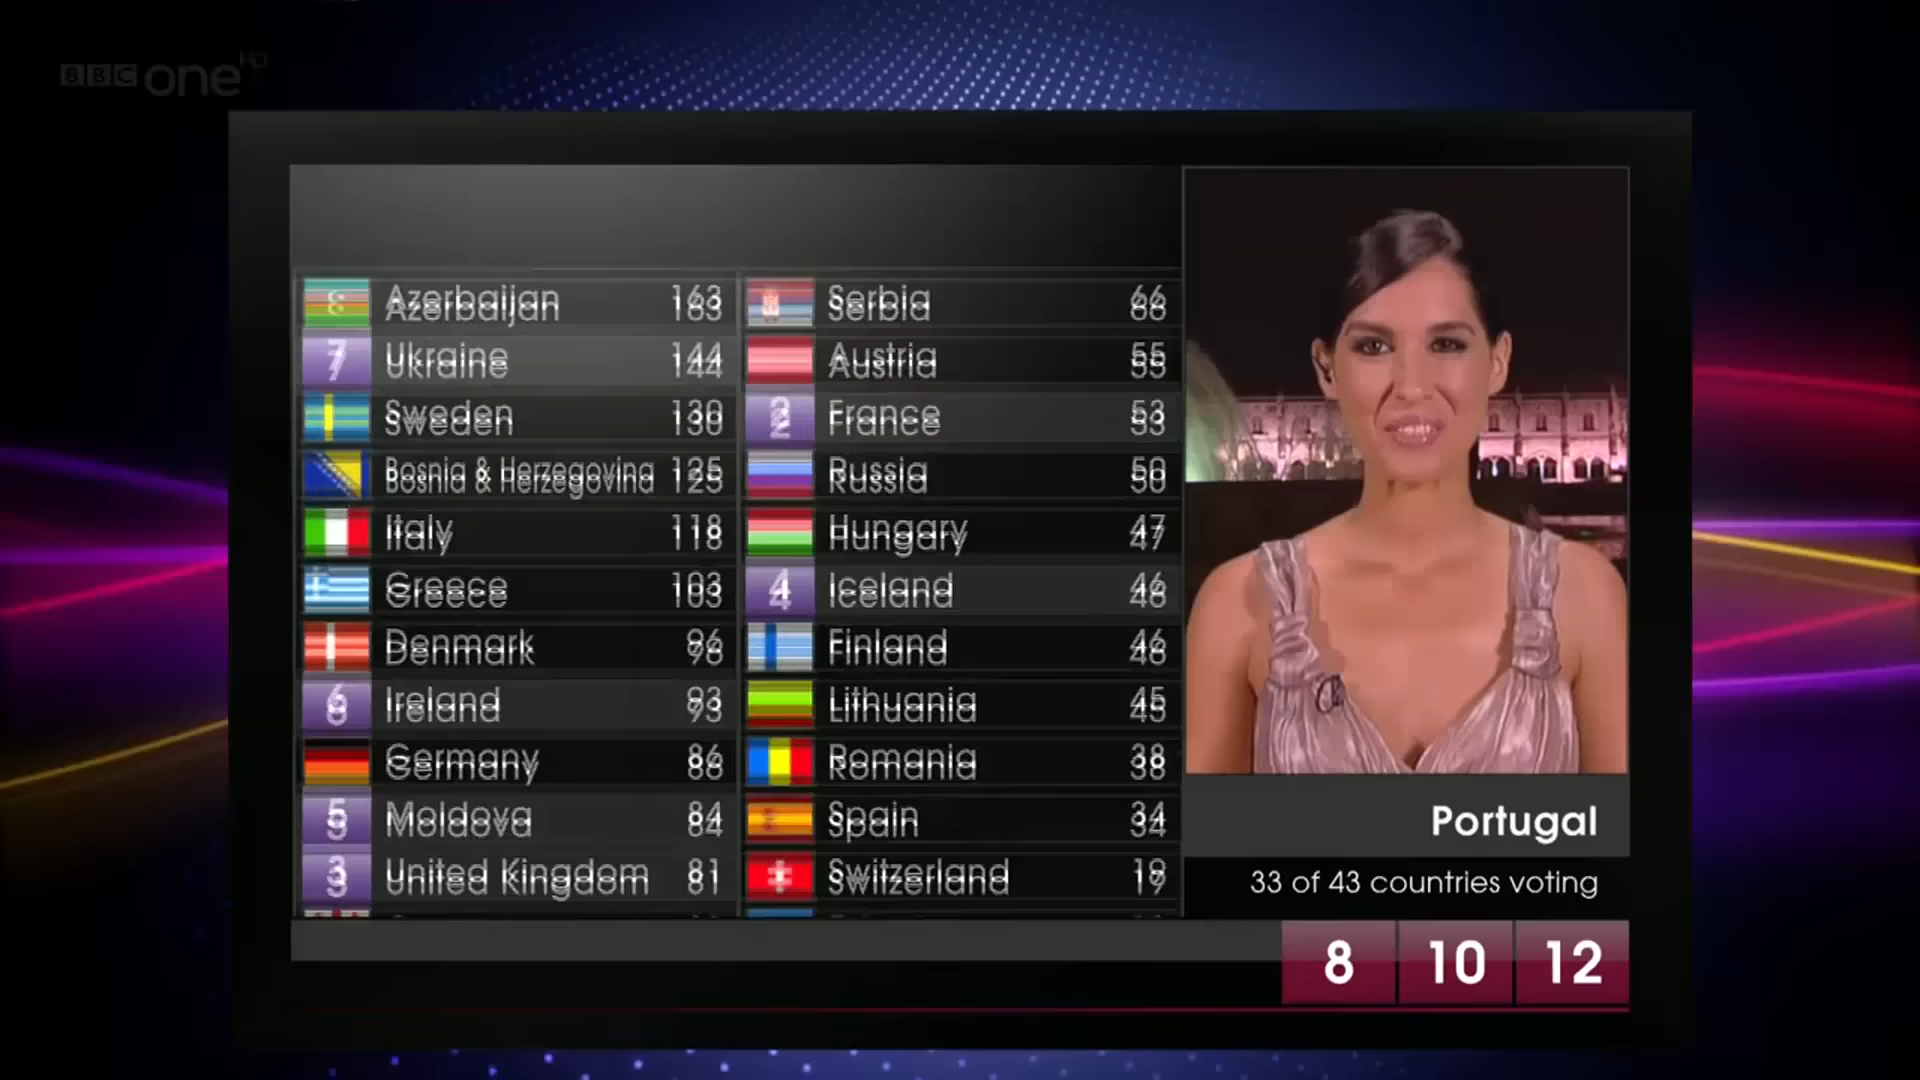 BBC one HD
Azerbaijan 163
7 Ukraine 144
Sweden 130
Bosnia & Herzegovina 125
Italy 118
Greece 103
Denmark 96
6 Ireland 93
Germany 86
5 Moldova 84
3 United Kingdom 81
Serbia 66
Austria 55
2 France 53
Russia 50
Hungary 47
4 Iceland 46
Finland 46
Lithuania 45
Romania 38
Spain 34
Switzerland 19
Portugal
33 of 43 countries voting
8 10 12